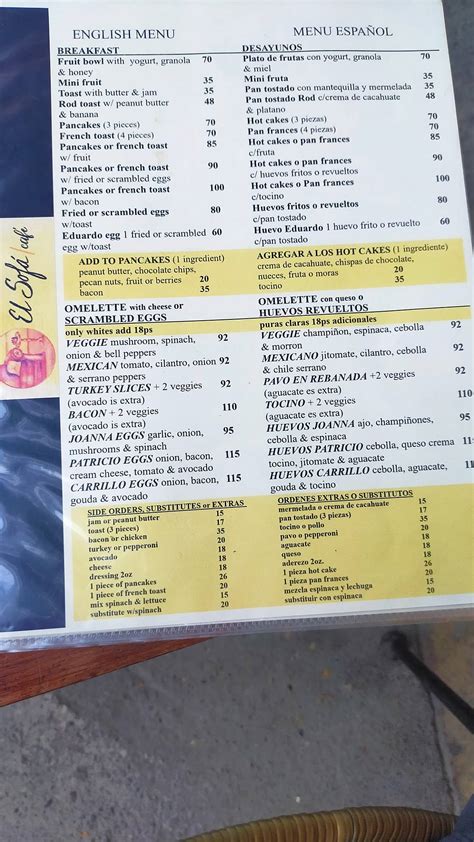 ENGLISH MENU
BREAKFAST
Fruit bowl with yogurt, granola 70
& honey
Mini fruit 35
Toast with butter & jam 35
Rod toast w/ peanut butter 48
& banana
Pancakes (3 pieces) 70
French toast (4 pieces) 70
Pancakes or french toast 85
w/ fruit
Pancakes or french toast 90
w/ fried or scrambled eggs
Pancakes or french toast 100
w/ bacon
Fried or scrambled eggs 80
w/toast
Eduardo egg 1 fried or scrambled 60
egg w/toast
ADD TO PANCAKES (1 ingredient)
peanut butter, chocolate chips,
pecan nuts, fruit or berries 20
bacon 35
OMELETTE with cheese or
SCRAMBLED EGGS
only whites add 18ps
VEGGIE mushroom, spinach, 92
onion & bell peppers
MEXICAN tomato, cilantro, onion 92
& serrano peppers
TURKEY SLICES + 2 veggies 92
(avocado is extra)
BACON + 2 veggies 110
(avocado is extra)
JOANNA EGGS garlic, onion, 95
mushrooms & spinach
PATRICIO EGGS onion, bacon, 115
cream cheese, tomato & avocado
CARRILLO EGGS onion, bacon, 115
gouda & avocado
SIDE ORDERS, SUBSTITUTES or EXTRAS
jam or peanut butter 15
toast (3 pieces) 17
bacon or chicken 35
turkey or pepperoni 18
avocado 18
cheese 18
dressing 2oz 26
1 piece of pancakes 20
1 piece of french toast 20
mix spinach & lettuce 15
substitute w/spinach 20
MENU ESPAÑOL
DESAYUNOS
Plato de frutas con yogurt, granola 70
& miel
Mini fruta 35
Pan tostado con mantequilla y mermelada 35
Pan tostado Rod c/crema de cacahuate 48
& platano
Hot cakes (3 piezas) 70
Pan frances (4 piezas) 70
Hot cakes o pan frances 85
c/fruta
Hot cakes o pan frances 90
c/ huevos fritos o revueltos
Hot cakes o Pan frances 100
c/tocino
Huevos fritos o revueltos 80
c/pan tostado
Huevo Eduardo 1 huevo frito o revuelto 60
c/pan tostado
AGREGAR A LOS HOT CAKES (1 ingrediente)
crema de cacahuate, chispas de chocolate,
nueces, fruta o moras 20
tocino 35
OMELETTE con queso o
HUEVOS REVUELTOS
puras claras 18ps adicionales
VEGGIE champiñon, espinaca, cebolla 92
& morron
MEXICANO jitomate, cilantro, cebolla 92
& chile serrano
PAVO EN REBANADA +2 veggies 92
(aguacate es extra)
TOCINO + 2 veggies 110
(aguacate es extra)
HUEVOS JOANNA ajo, champiñones, 95
cebolla & espinaca
HUEVOS PATRICIO cebolla, queso crema 115
tocino, jitomate & aguacate
HUEVOS CARRILLO cebolla, aguacate, 110
gouda & tocino
ORDENES EXTRAS O SUBSTITUTOS
mermelada o crema de cacahuate 15
pan tostado (3 piezas) 17
tocino o pollo 35
pavo o pepperoni 18
aguacate 18
queso 18
aderezo 2oz. 26
1 pieza hot cake 20
1 pieza pan frances 20
mezcla espinaca y lechuga 15
substituir con espinaca 20
El Sofá café